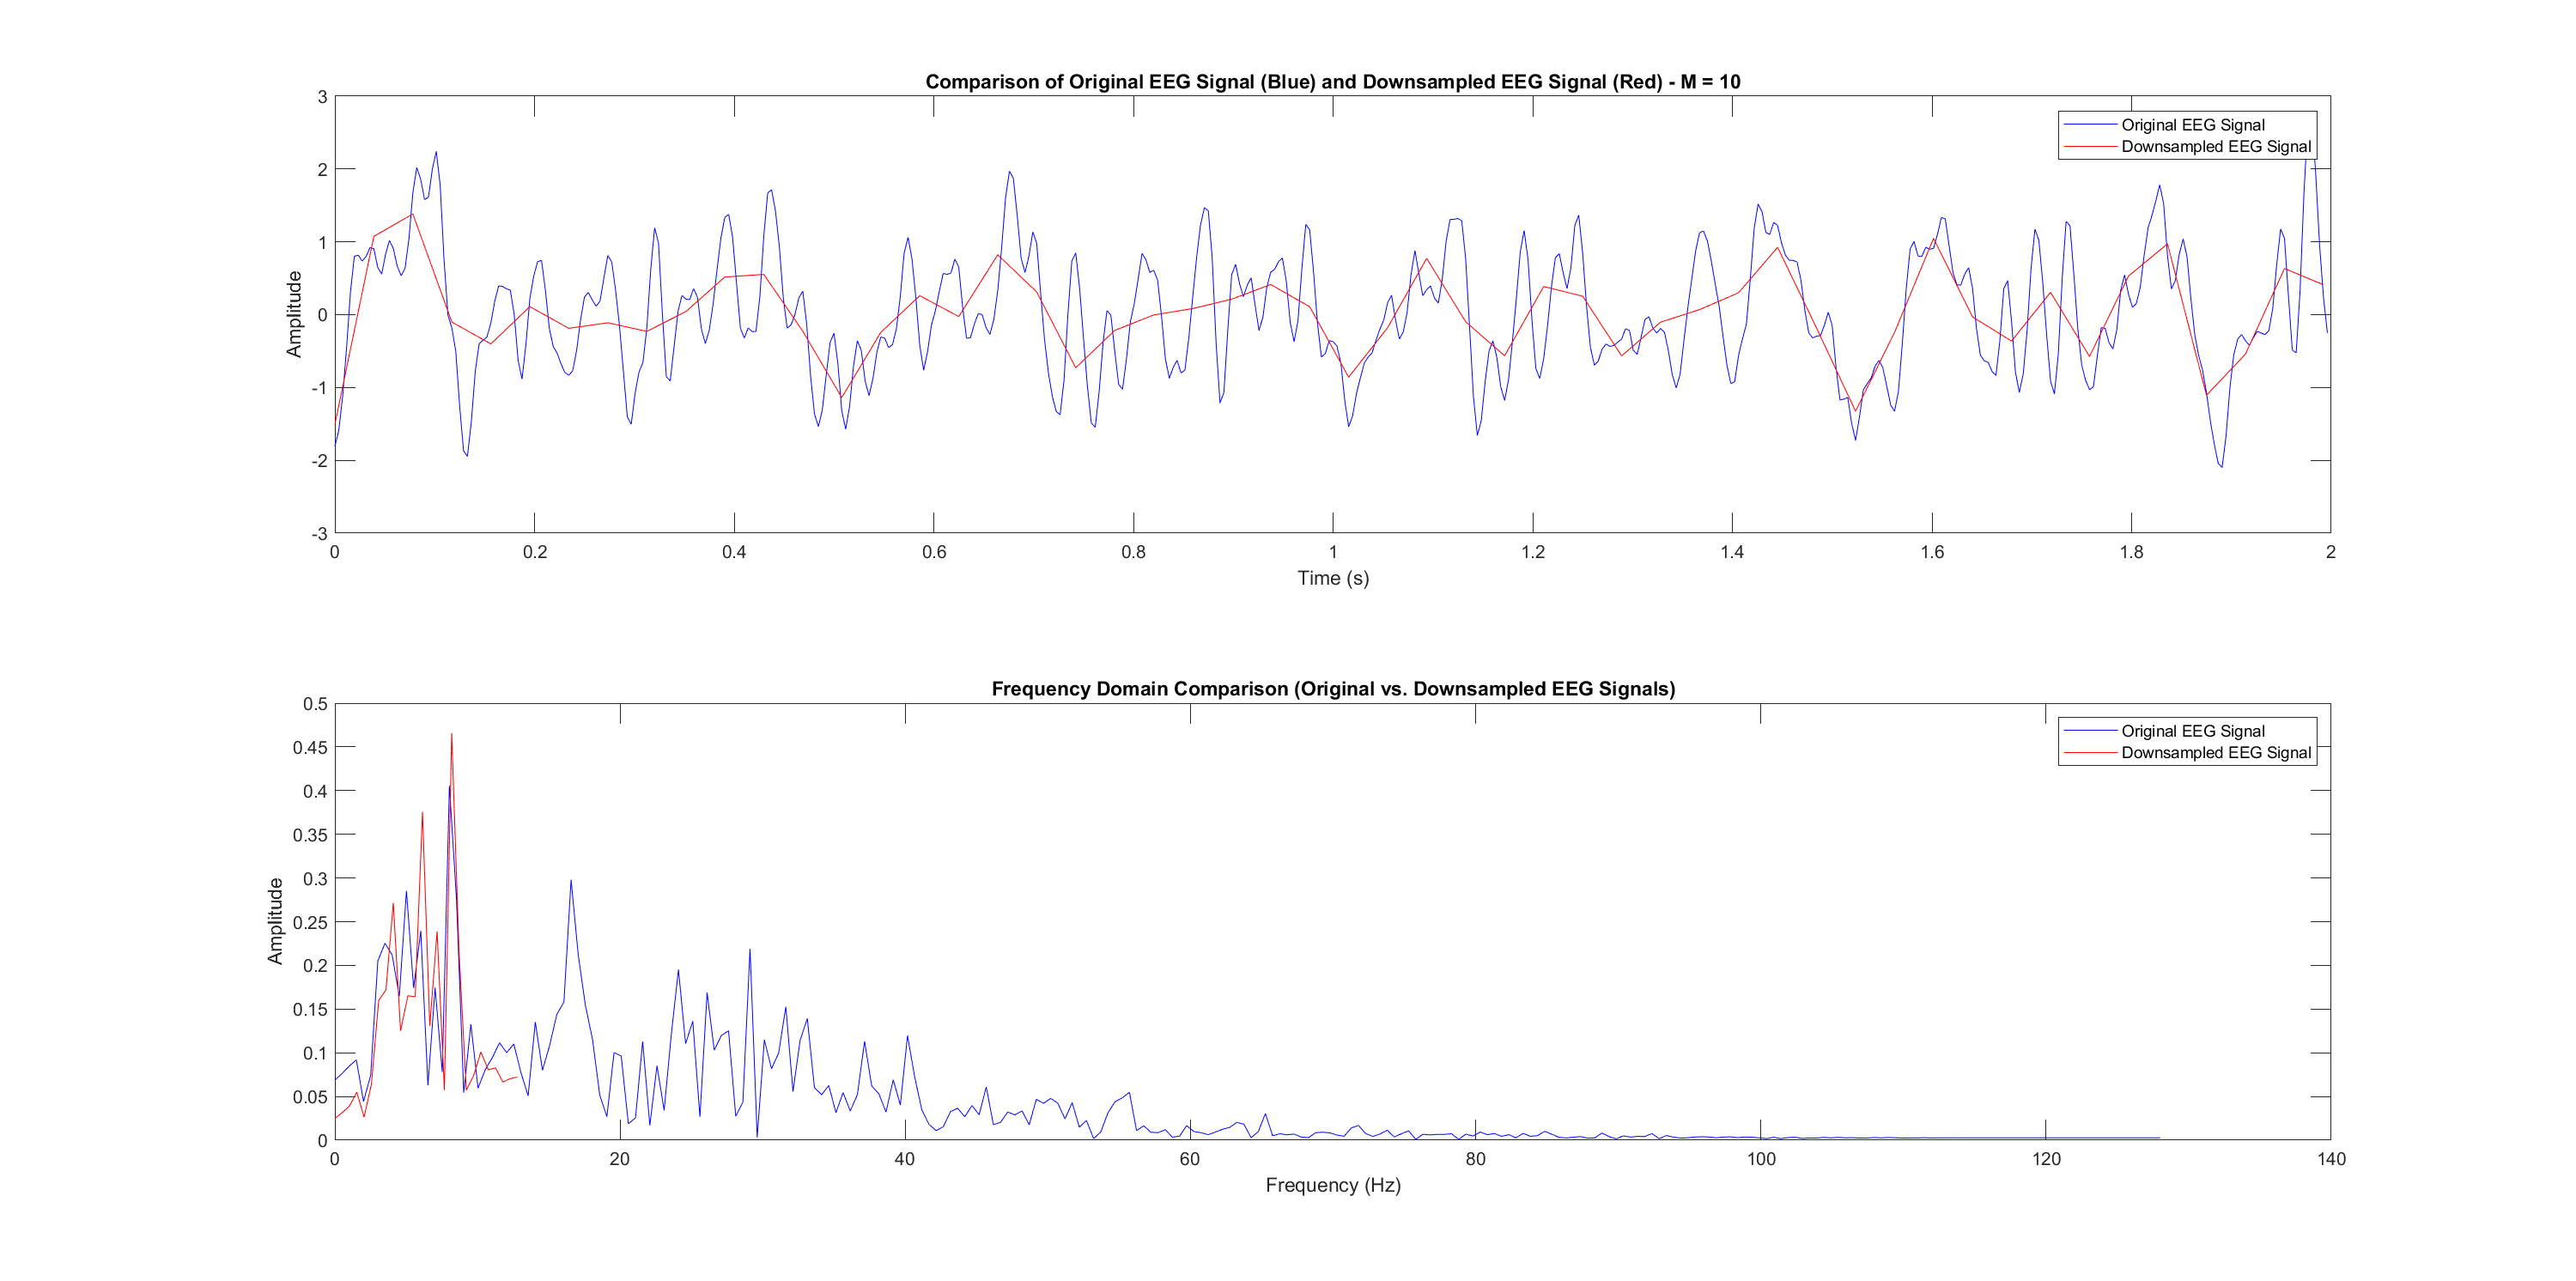 Comparison of Original EEG Signal (Blue) and Downsampled EEG Signal (Red) - M = 10
3
2
1
0
-1
-2
-3
Amplitude
Original EEG Signal
Downsampled EEG Signal
0 0.2 0.4 0.6 0.8 1 1.2 1.4 1.6 1.8 2
Time (s)
Frequency Domain Comparison (Original vs. Downsampled EEG Signals)
0.5
0.45
0.4
0.35
0.3
0.25
0.2
0.15
0.1
0.05
0
Amplitude
Original EEG Signal
Downsampled EEG Signal
0 20 40 60 80 100 120 140
Frequency (Hz)